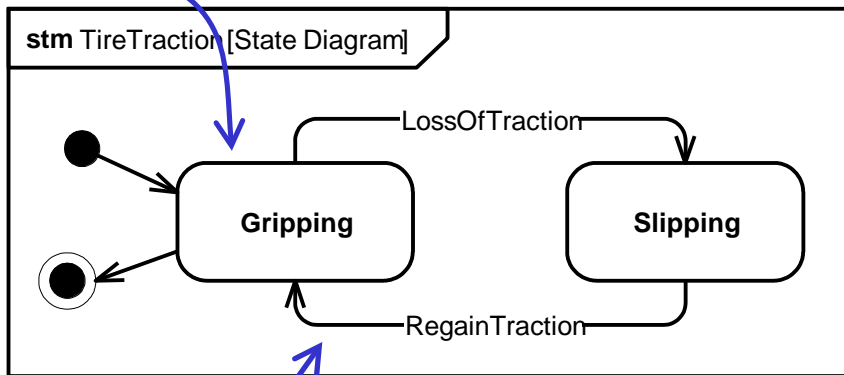 stm TireTraction [State Diagram]
LossOfTraction
Gripping
Slipping
RegainTraction